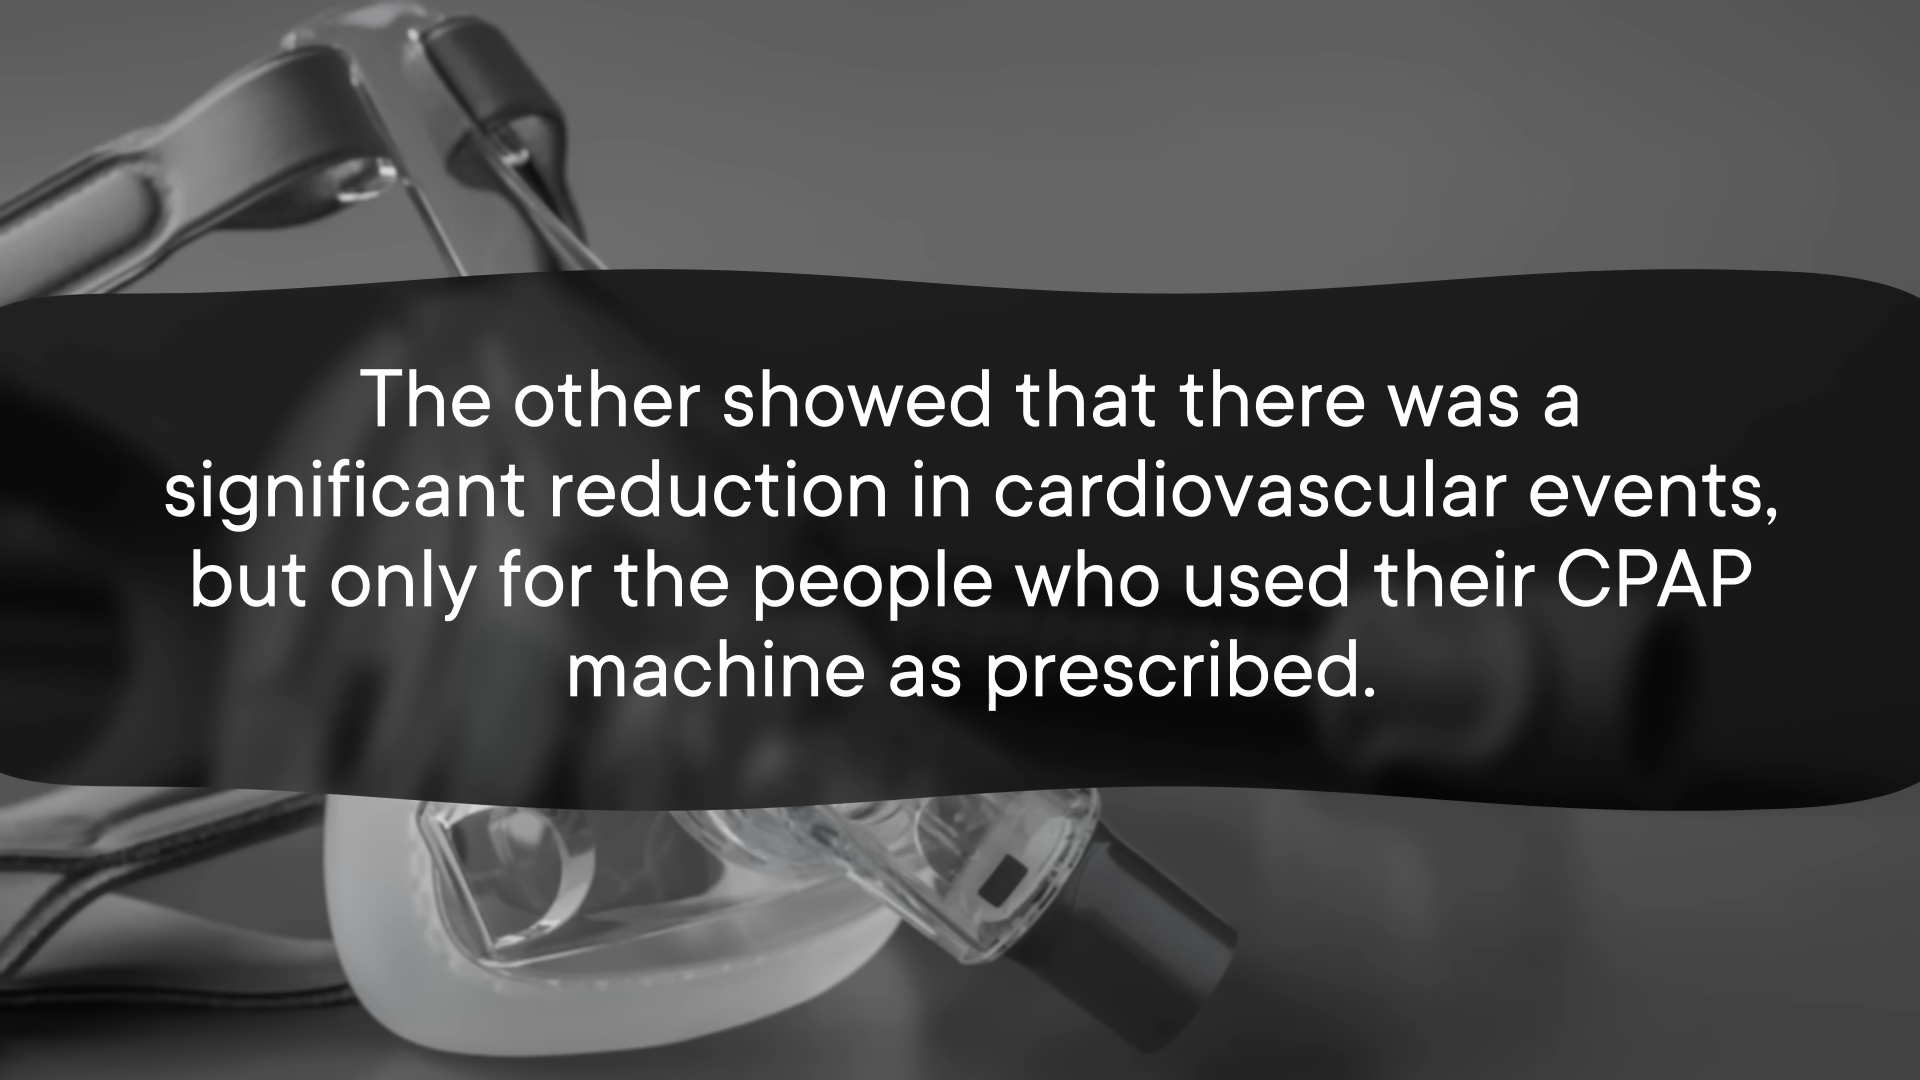 The other showed that there was a
significant reduction in cardiovascular events,
but only for the people who used their CPAP
machine as prescribed.